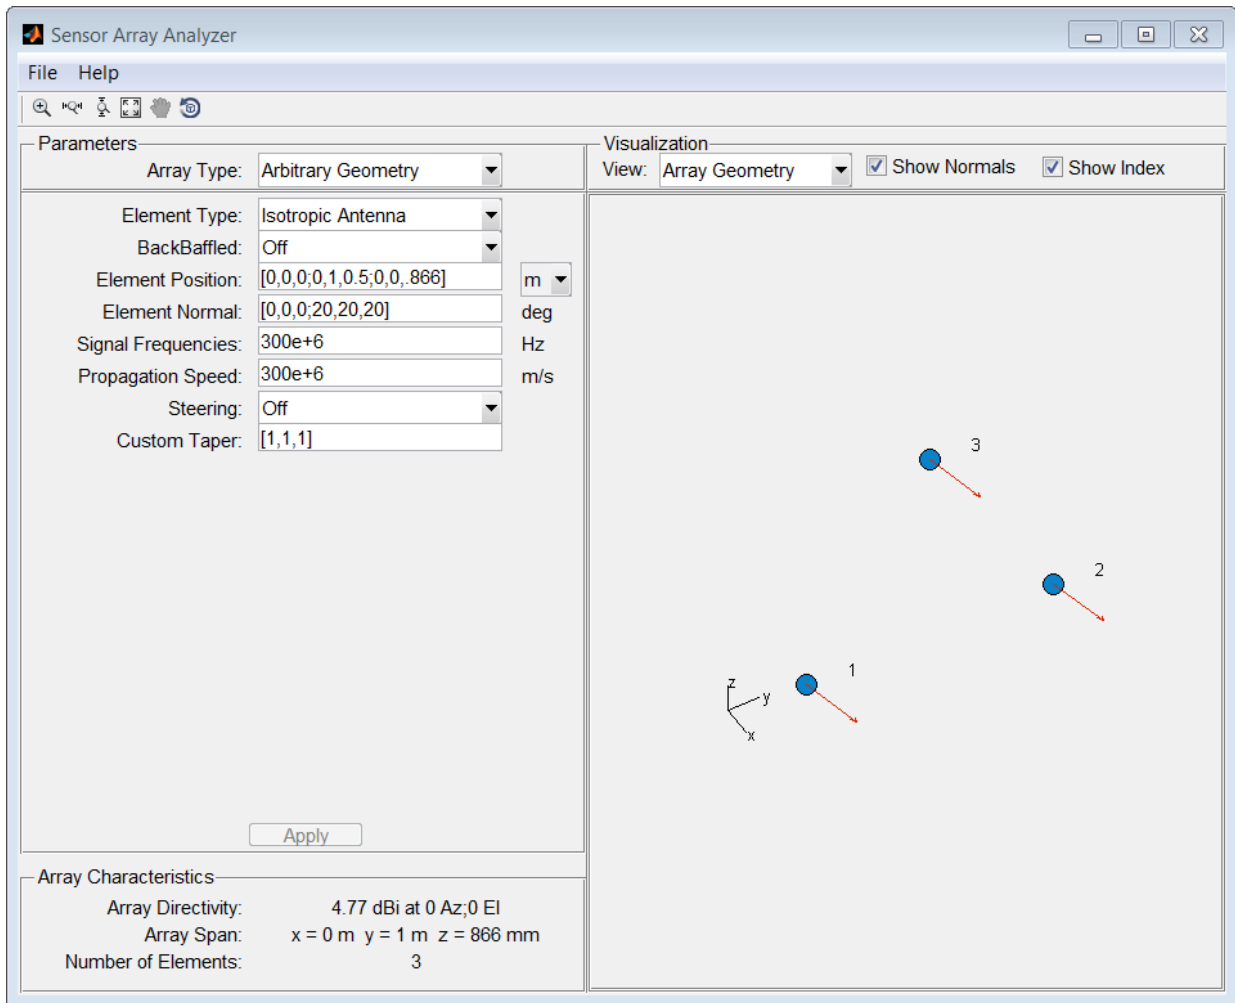 Sensor Array Analyzer
File Help
Parameters
Array Type: Arbitrary Geometry
Visualization
View: Array Geometry Show Normals Show Index
Element Type: Isotropic Antenna
BackBaffled: Off
Element Position: [0,0,0;0,1,0.5;0,0,.866] m
Element Normal: [0,0,0;20,20,20] deg
Signal Frequencies: 300e+6 Hz
Propagation Speed: 300e+6 m/s
Steering: Off
Custom Taper: [1,1,1]
3
2
1
z
y
x
Apply
Array Characteristics
Array Directivity: 4.77 dBi at 0 Az;0 El
Array Span: x = 0 m y = 1 m z = 866 mm
Number of Elements: 3